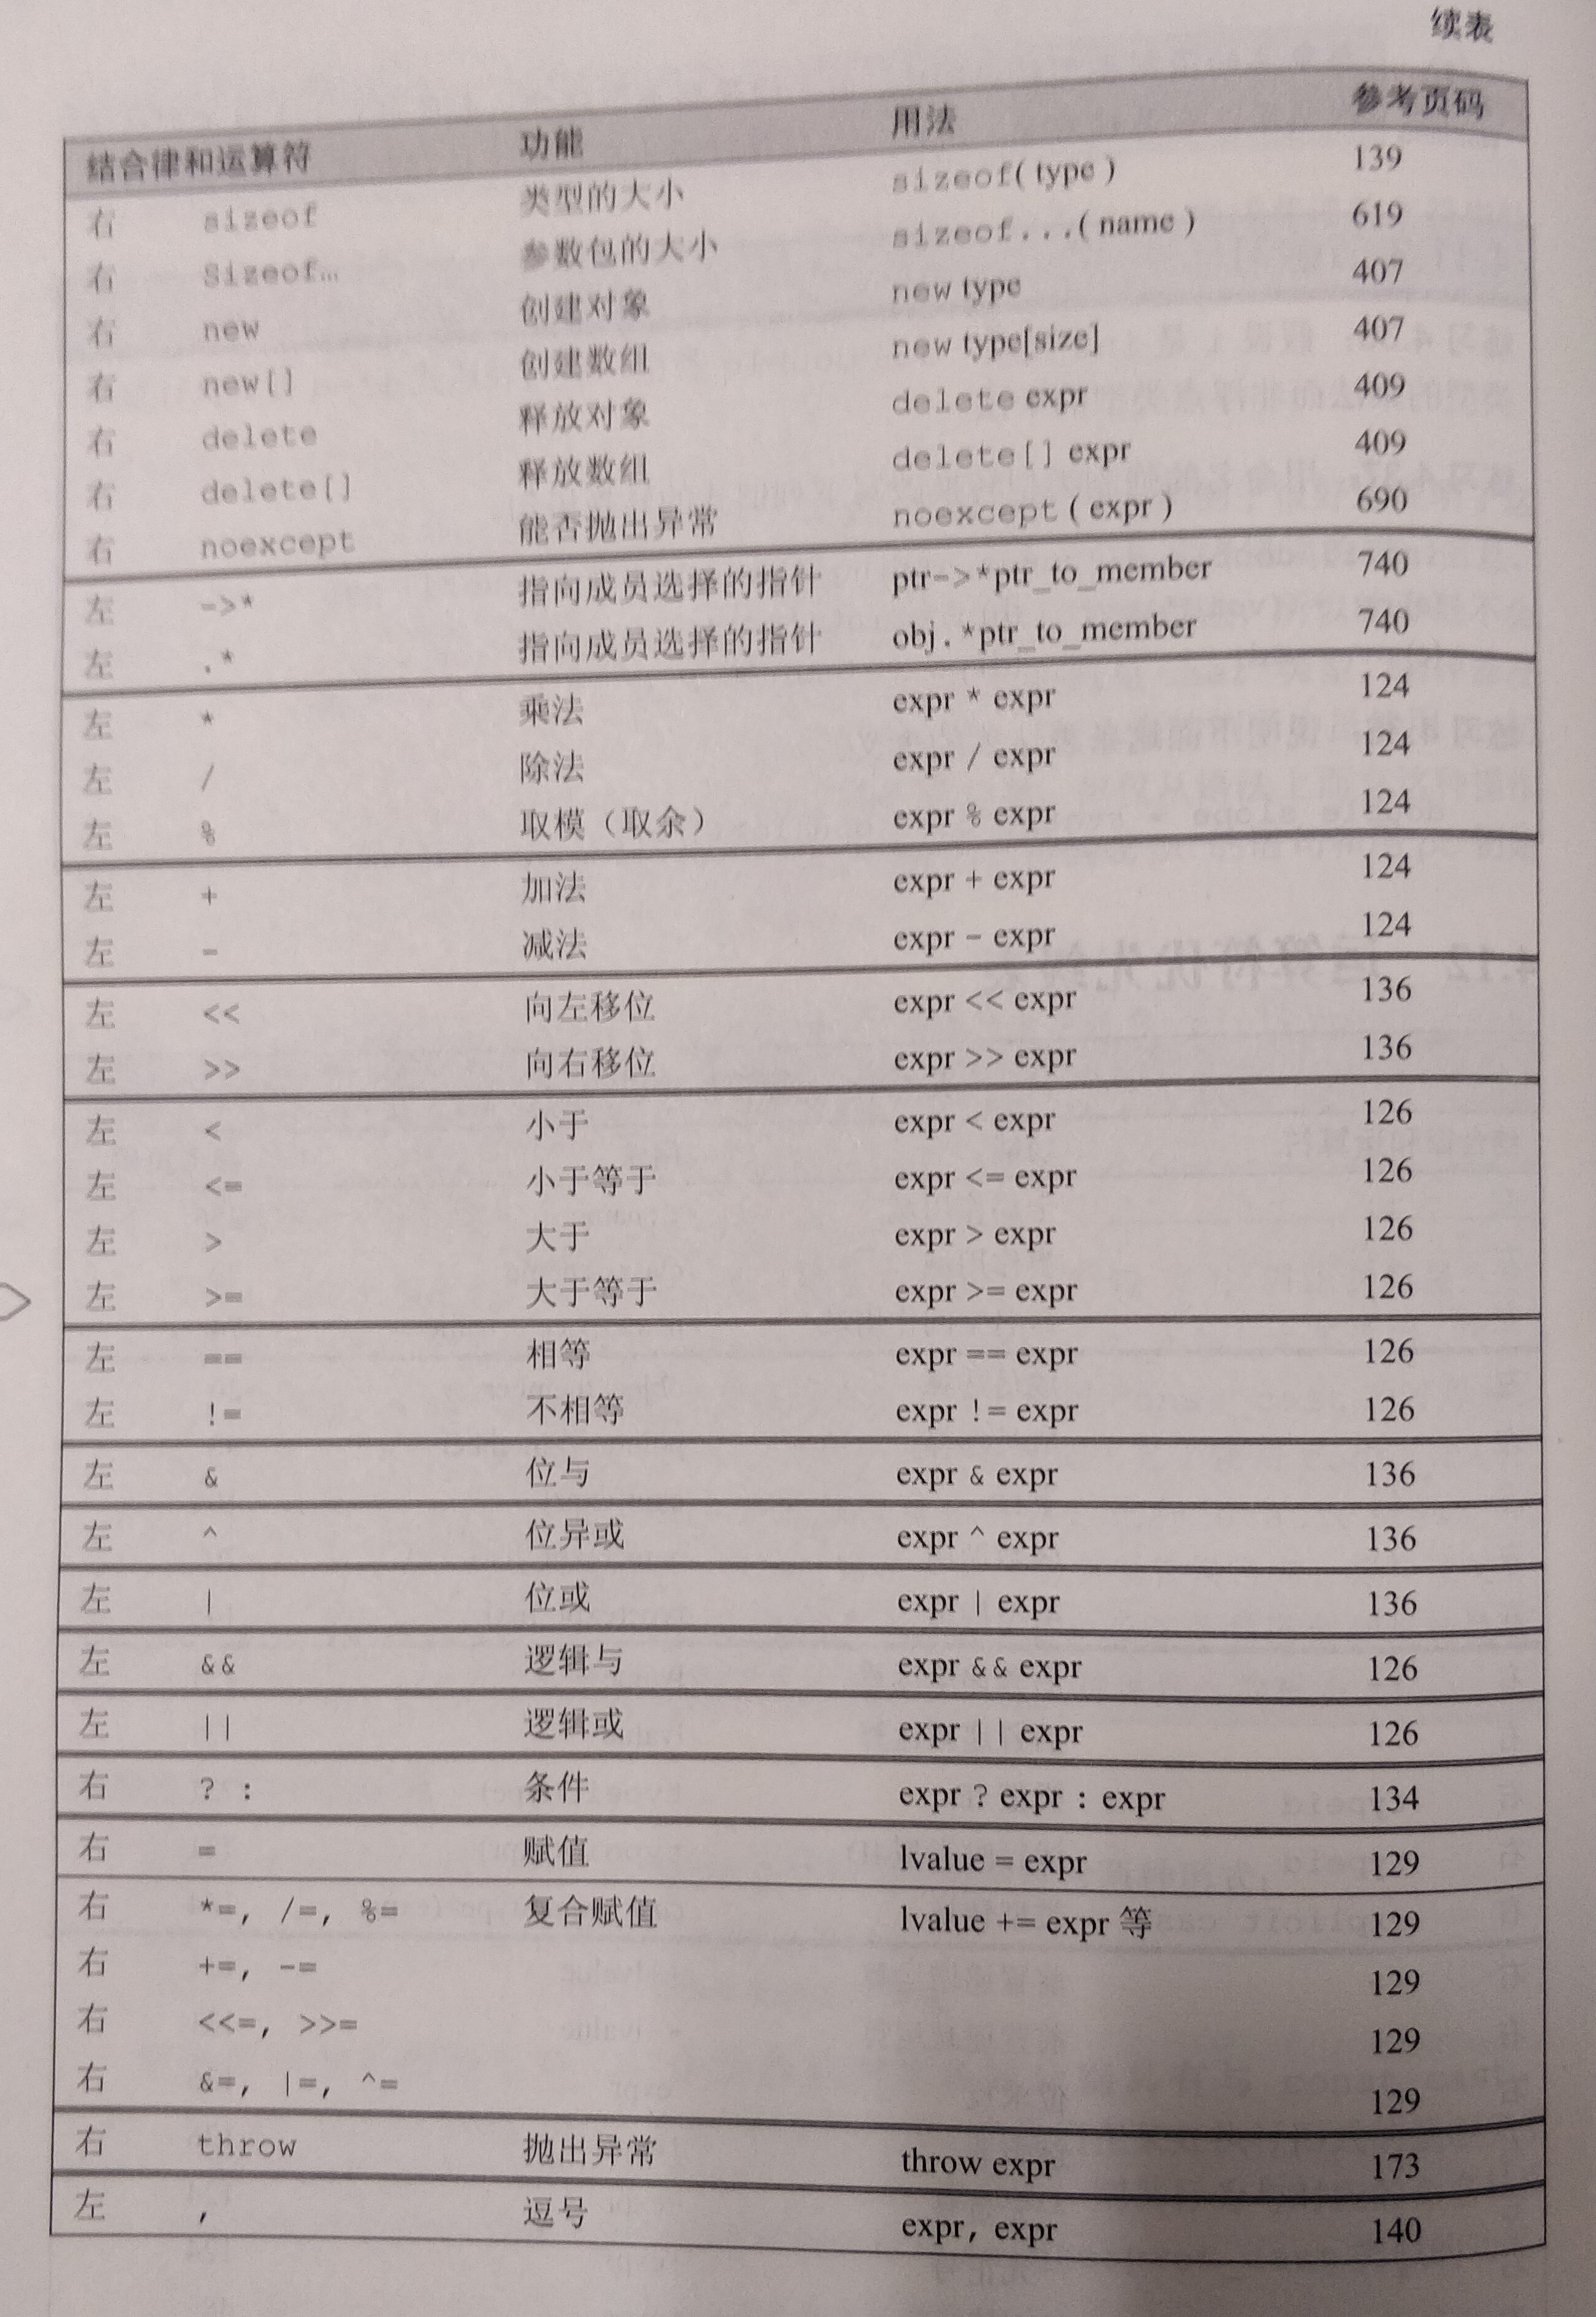 续表
结合律和运算符 功能 用法 参考页码
右 sizeof 类型的大小 sizeof( type ) 139
右 Sizeof… 参数包的大小 sizeof...( name ) 619
右 new 创建对象 new type 407
右 new[] 创建数组 new type[size] 407
右 delete 释放对象 delete expr 409
右 delete[] 释放数组 delete[] expr 409
右 noexcept 能否抛出异常 noexcept ( expr ) 690
左 ->* 指向成员选择的指针 ptr->*ptr_to_member 740
左 .* 指向成员选择的指针 obj.*ptr_to_member 740
左 * 乘法 expr * expr 124
左 / 除法 expr / expr 124
左 % 取模（取余） expr % expr 124
左 + 加法 expr + expr 124
左 - 减法 expr - expr 124
左 << 向左移位 expr << expr 136
左 >> 向右移位 expr >> expr 136
左 < 小于 expr < expr 126
左 <= 小于等于 expr <= expr 126
左 > 大于 expr > expr 126
左 >= 大于等于 expr >= expr 126
左 == 相等 expr == expr 126
左 != 不相等 expr != expr 126
左 & 位与 expr & expr 136
左 ^ 位异或 expr ^ expr 136
左 | 位或 expr | expr 136
左 && 逻辑与 expr && expr 126
左 || 逻辑或 expr || expr 126
右 ? : 条件 expr ? expr : expr 134
右 = 赋值 lvalue = expr 129
右 *=, /=, %= 复合赋值 lvalue += expr 等 129
右 +=, -= 129
右 <<=, >>= 129
右 &=, |=, ^= 129
右 throw 抛出异常 throw expr 173
左 , 逗号 expr, expr 140